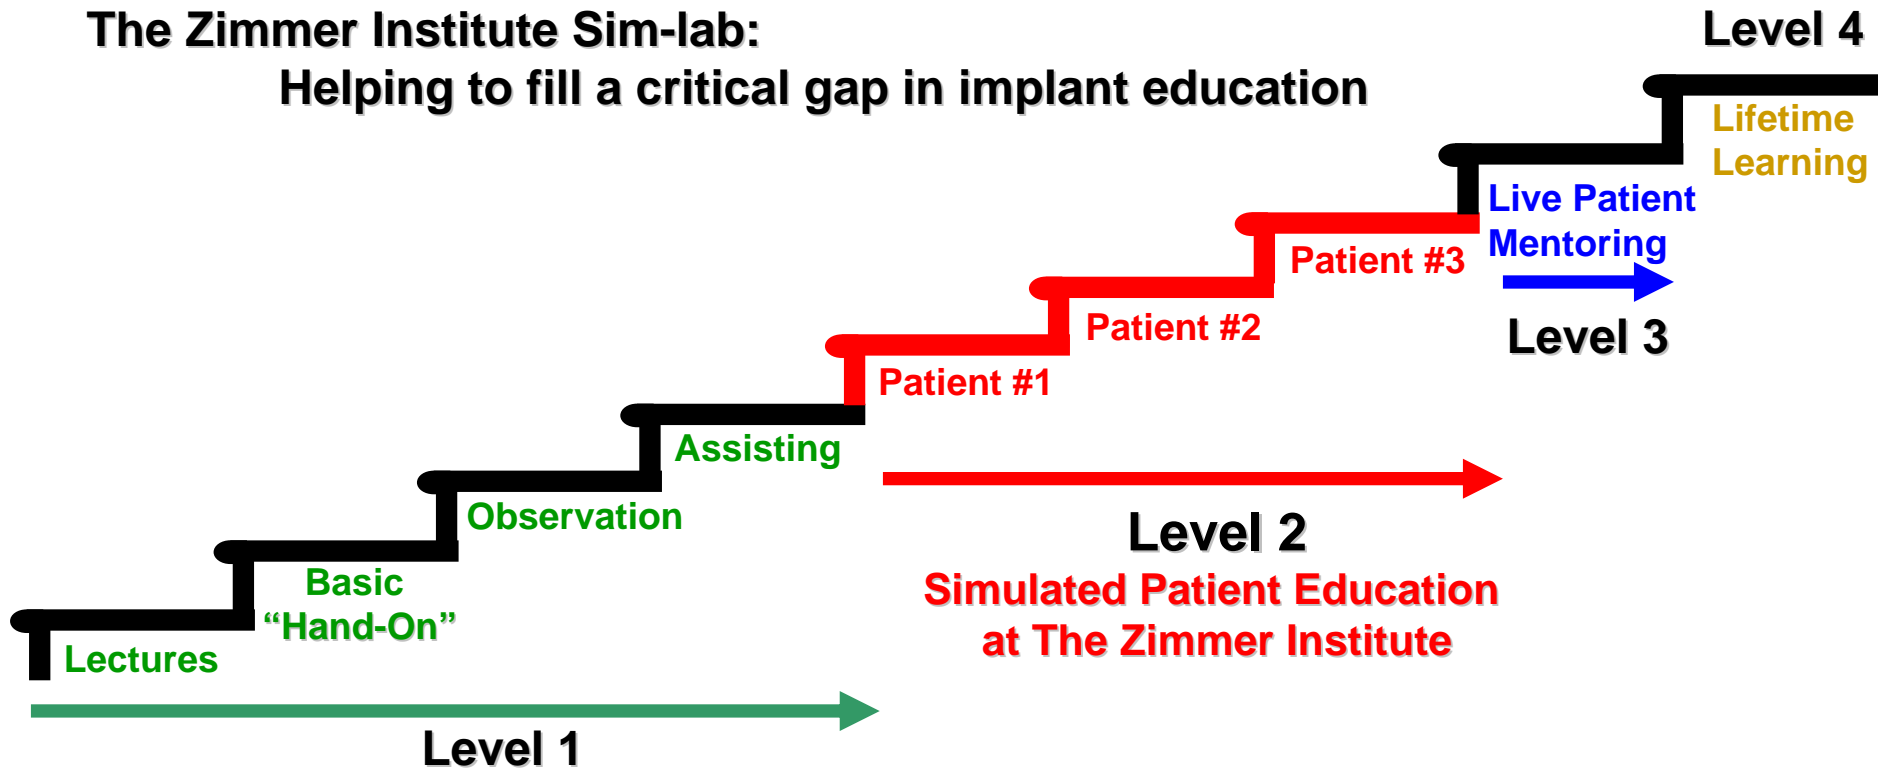 The Zimmer Institute Sim-lab:
Helping to fill a critical gap in implant education
Level 4
Lifetime
Learning
Live Patient
Mentoring
Level 3
Patient #3
Patient #2
Patient #1
Assisting
Observation
Level 2
Simulated Patient Education
at The Zimmer Institute
Basic
“Hand-On”
Lectures
Level 1